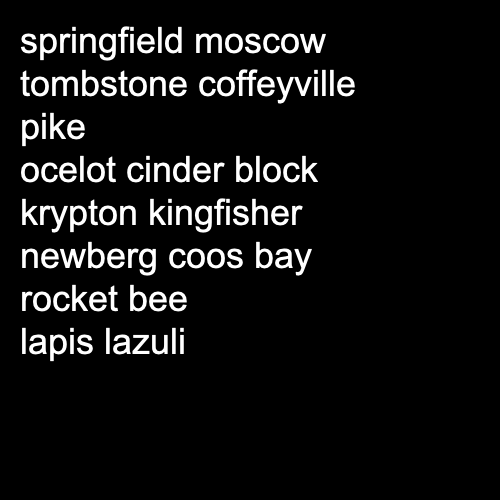 springfield moscow
tombstone coffeyville
pike
ocelot cinder block
krypton kingfisher
newberg coos bay
rocket bee
lapis lazuli